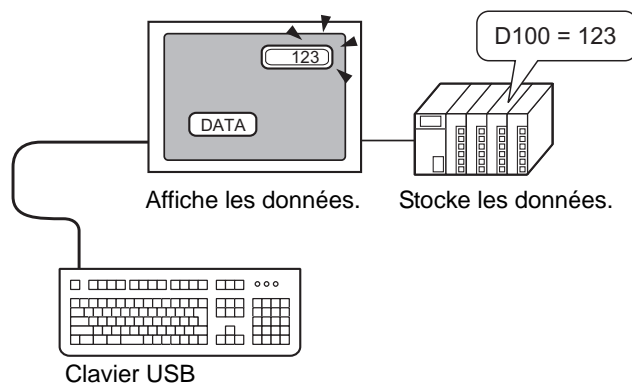 D100 = 123
123
DATA
Affiche les données.
Stocke les données.
Clavier USB